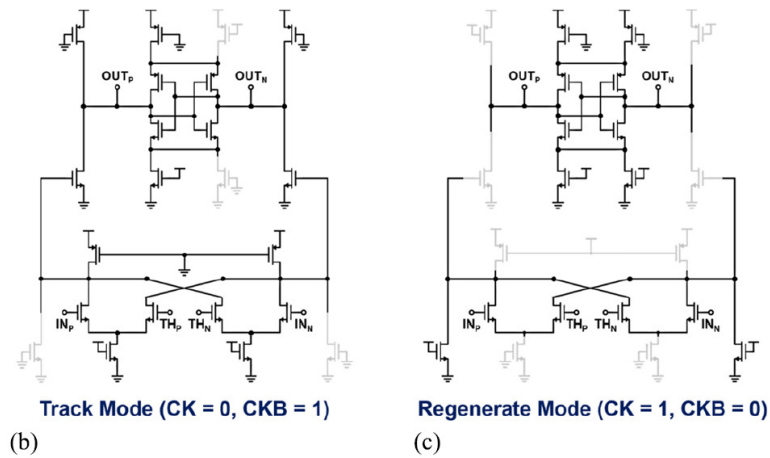 OUTP OUTN
INP THP THN INN
Track Mode (CK = 0, CKB = 1)
(b)
OUTP OUTN
INP THP THN INN
Regenerate Mode (CK = 1, CKB = 0)
(c)